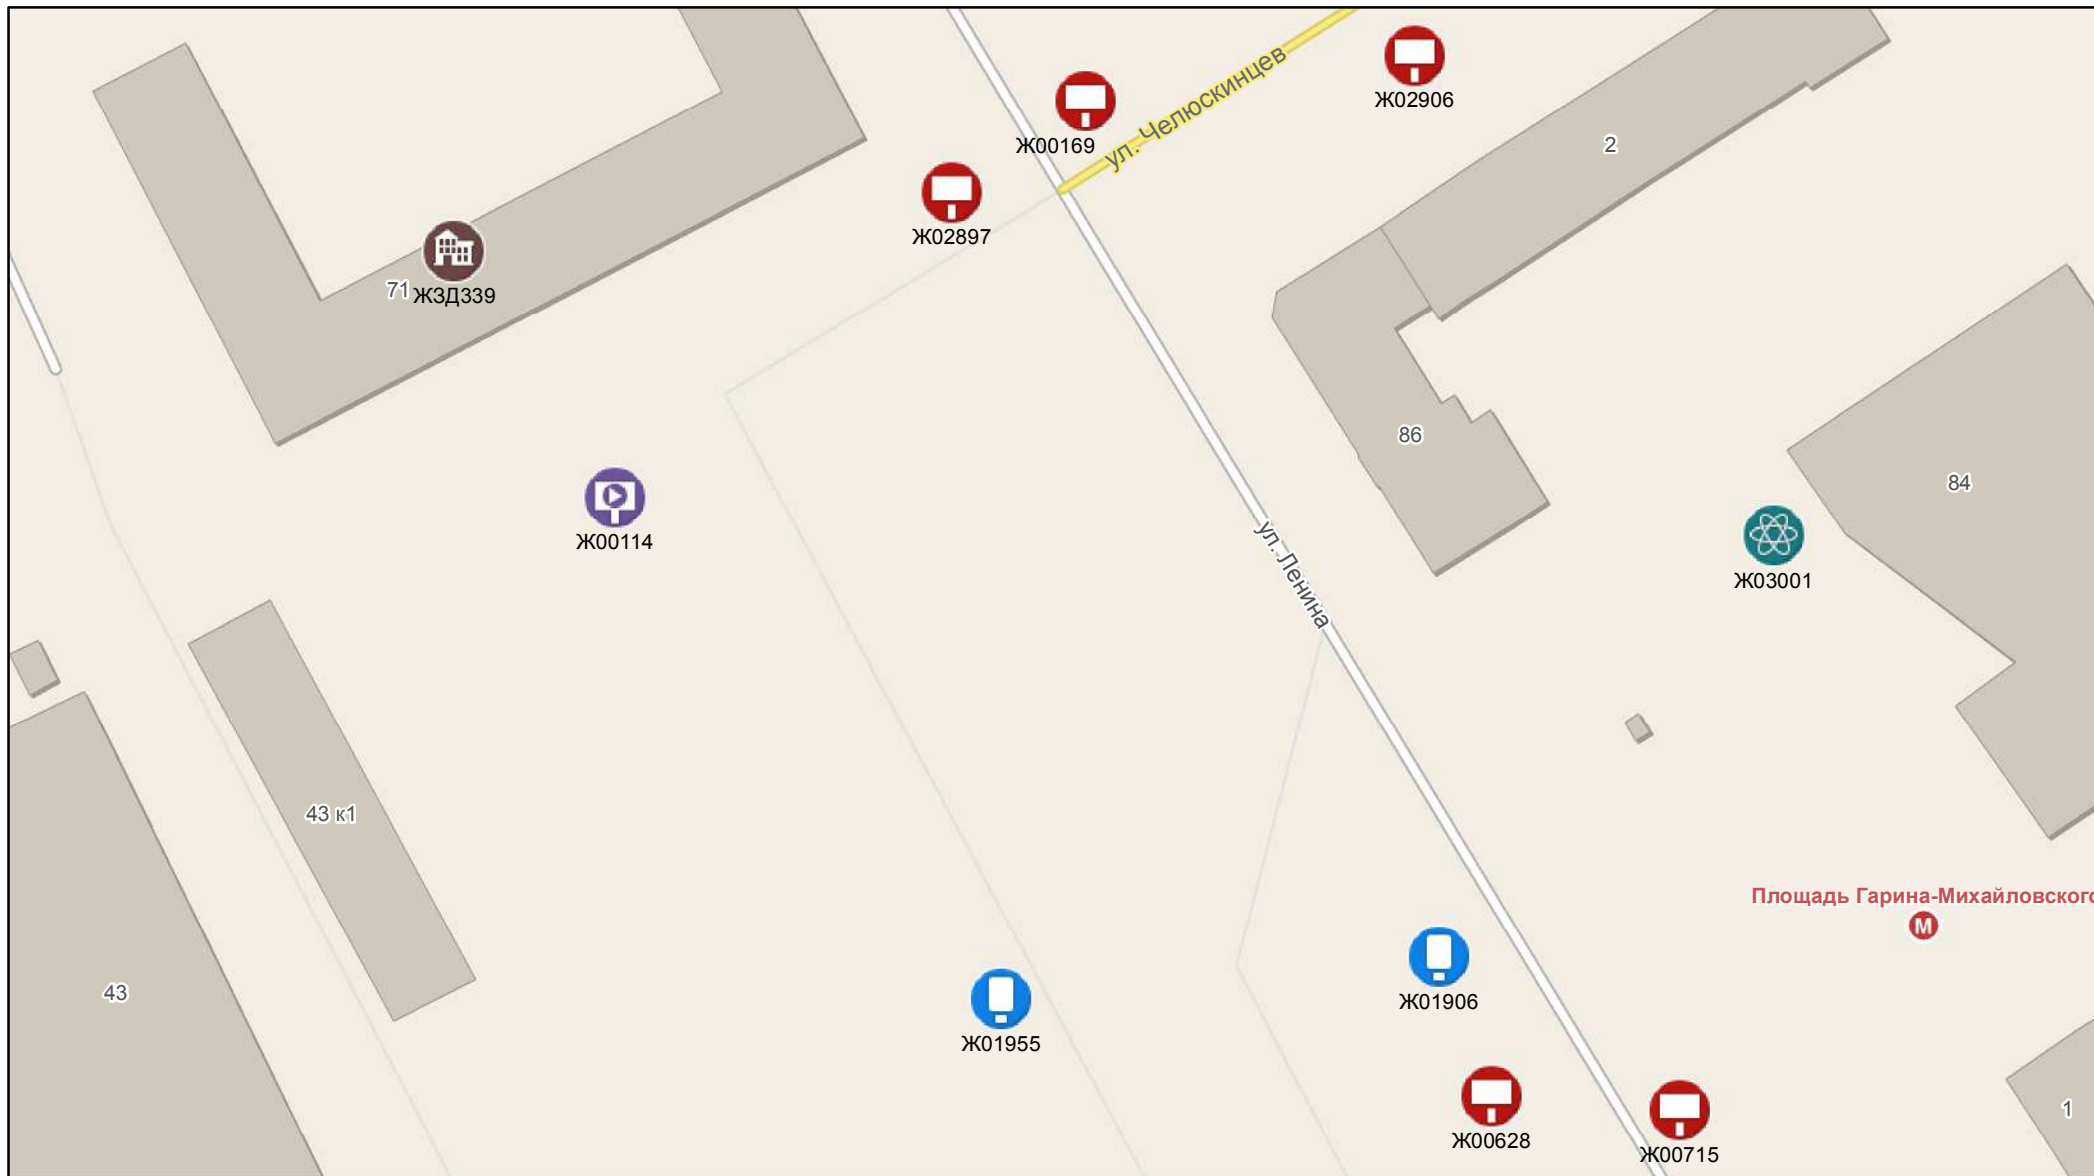 Ж02906
ул. Челюскинцев
Ж00169
2
Ж02897
71
ЖЗД339
86
84
Ж00114
Ж03001
ул. Ленина
43 к1
Площадь Гарина-Михайловского
М
43
Ж01906
Ж01955
1
Ж00628
Ж00715